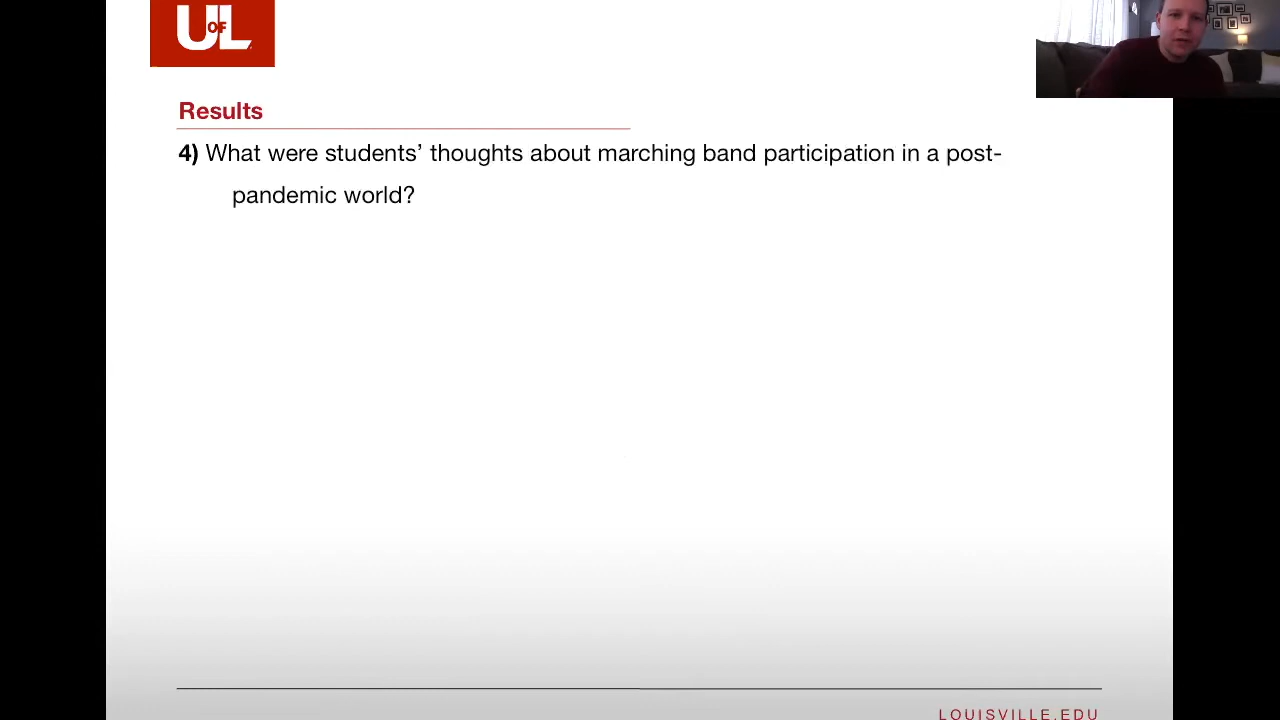 UofL
Results
4) What were students’ thoughts about marching band participation in a post-
pandemic world?
LOUISVILLE.EDU